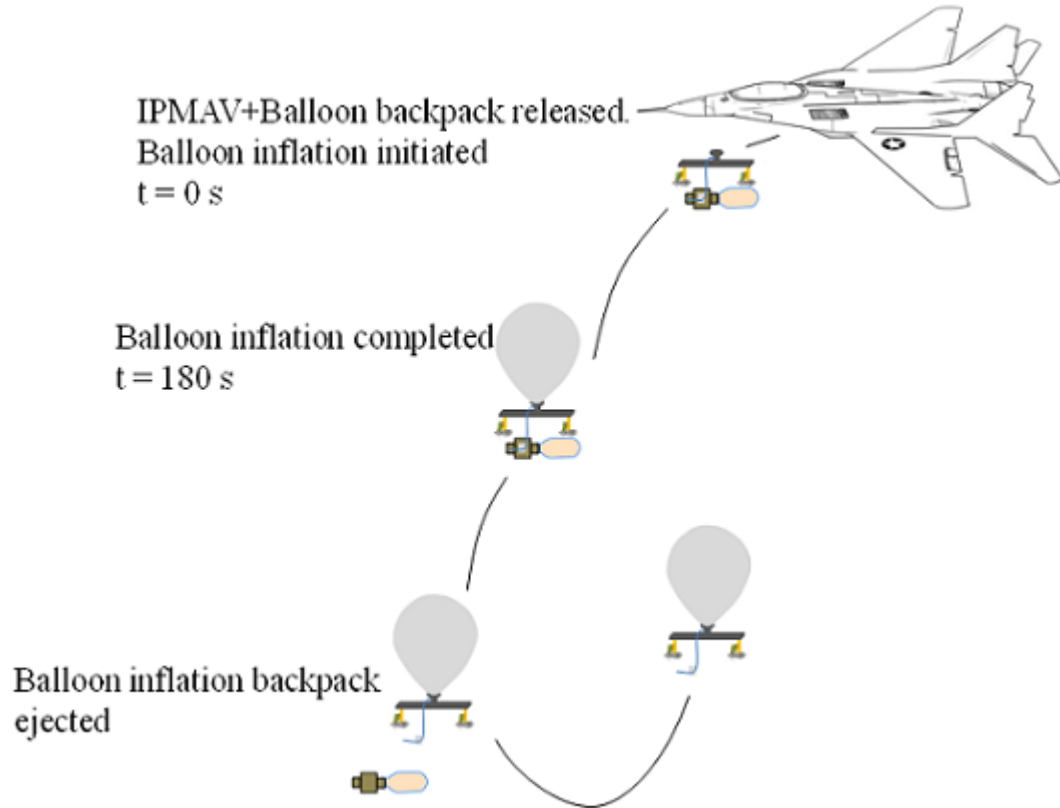 IPMAV+Balloon backpack released.
Balloon inflation initiated
t = 0 s
Balloon inflation completed
t = 180 s
Balloon inflation backpack
ejected